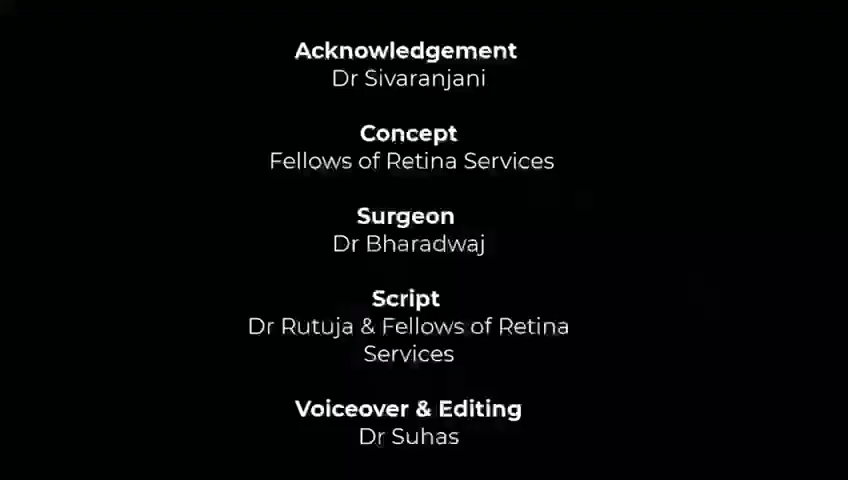 Acknowledgement
Dr Sivaranjani
Concept
Fellows of Retina Services
Surgeon
Dr Bharadwaj
Script
Dr Rutuja & Fellows of Retina
Services
Voiceover & Editing
Dr Suhas